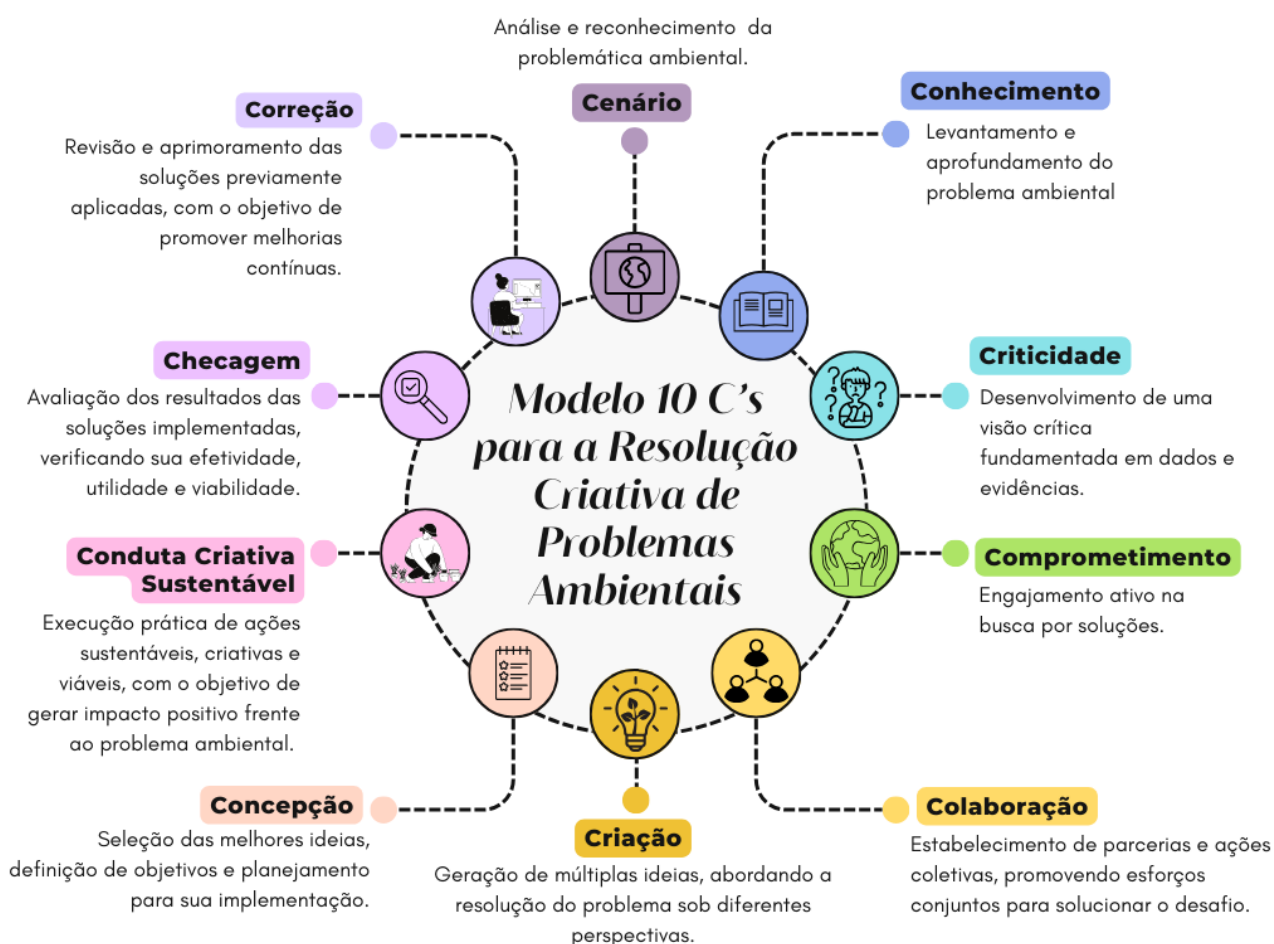 Análise e reconhecimento da
problemática ambiental.
Cenário
Conhecimento
Levantamento e
aprofundamento do
problema ambiental
Criticidade
Desenvolvimento de uma
visão crítica
fundamentada em dados e
evidências.
Comprometimento
Engajamento ativo na
busca por soluções.
Colaboração
Estabelecimento de parcerias e ações
coletivas, promovendo esforços
conjuntos para solucionar o desafio.
Criação
Geração de múltiplas ideias, abordando a
resolução do problema sob diferentes
perspectivas.
Concepção
Seleção das melhores ideias,
definição de objetivos e planejamento
para sua implementação.
Conduta Criativa
Sustentável
Execução prática de ações
sustentáveis, criativas e
viáveis, com o objetivo de
gerar impacto positivo frente
ao problema ambiental.
Checagem
Avaliação dos resultados das
soluções implementadas,
verificando sua efetividade,
utilidade e viabilidade.
Correção
Revisão e aprimoramento das
soluções previamente
aplicadas, com o objetivo de
promover melhorias
contínuas.
Modelo 10 C's
para a Resolução
Criativa de
Problemas
Ambientais